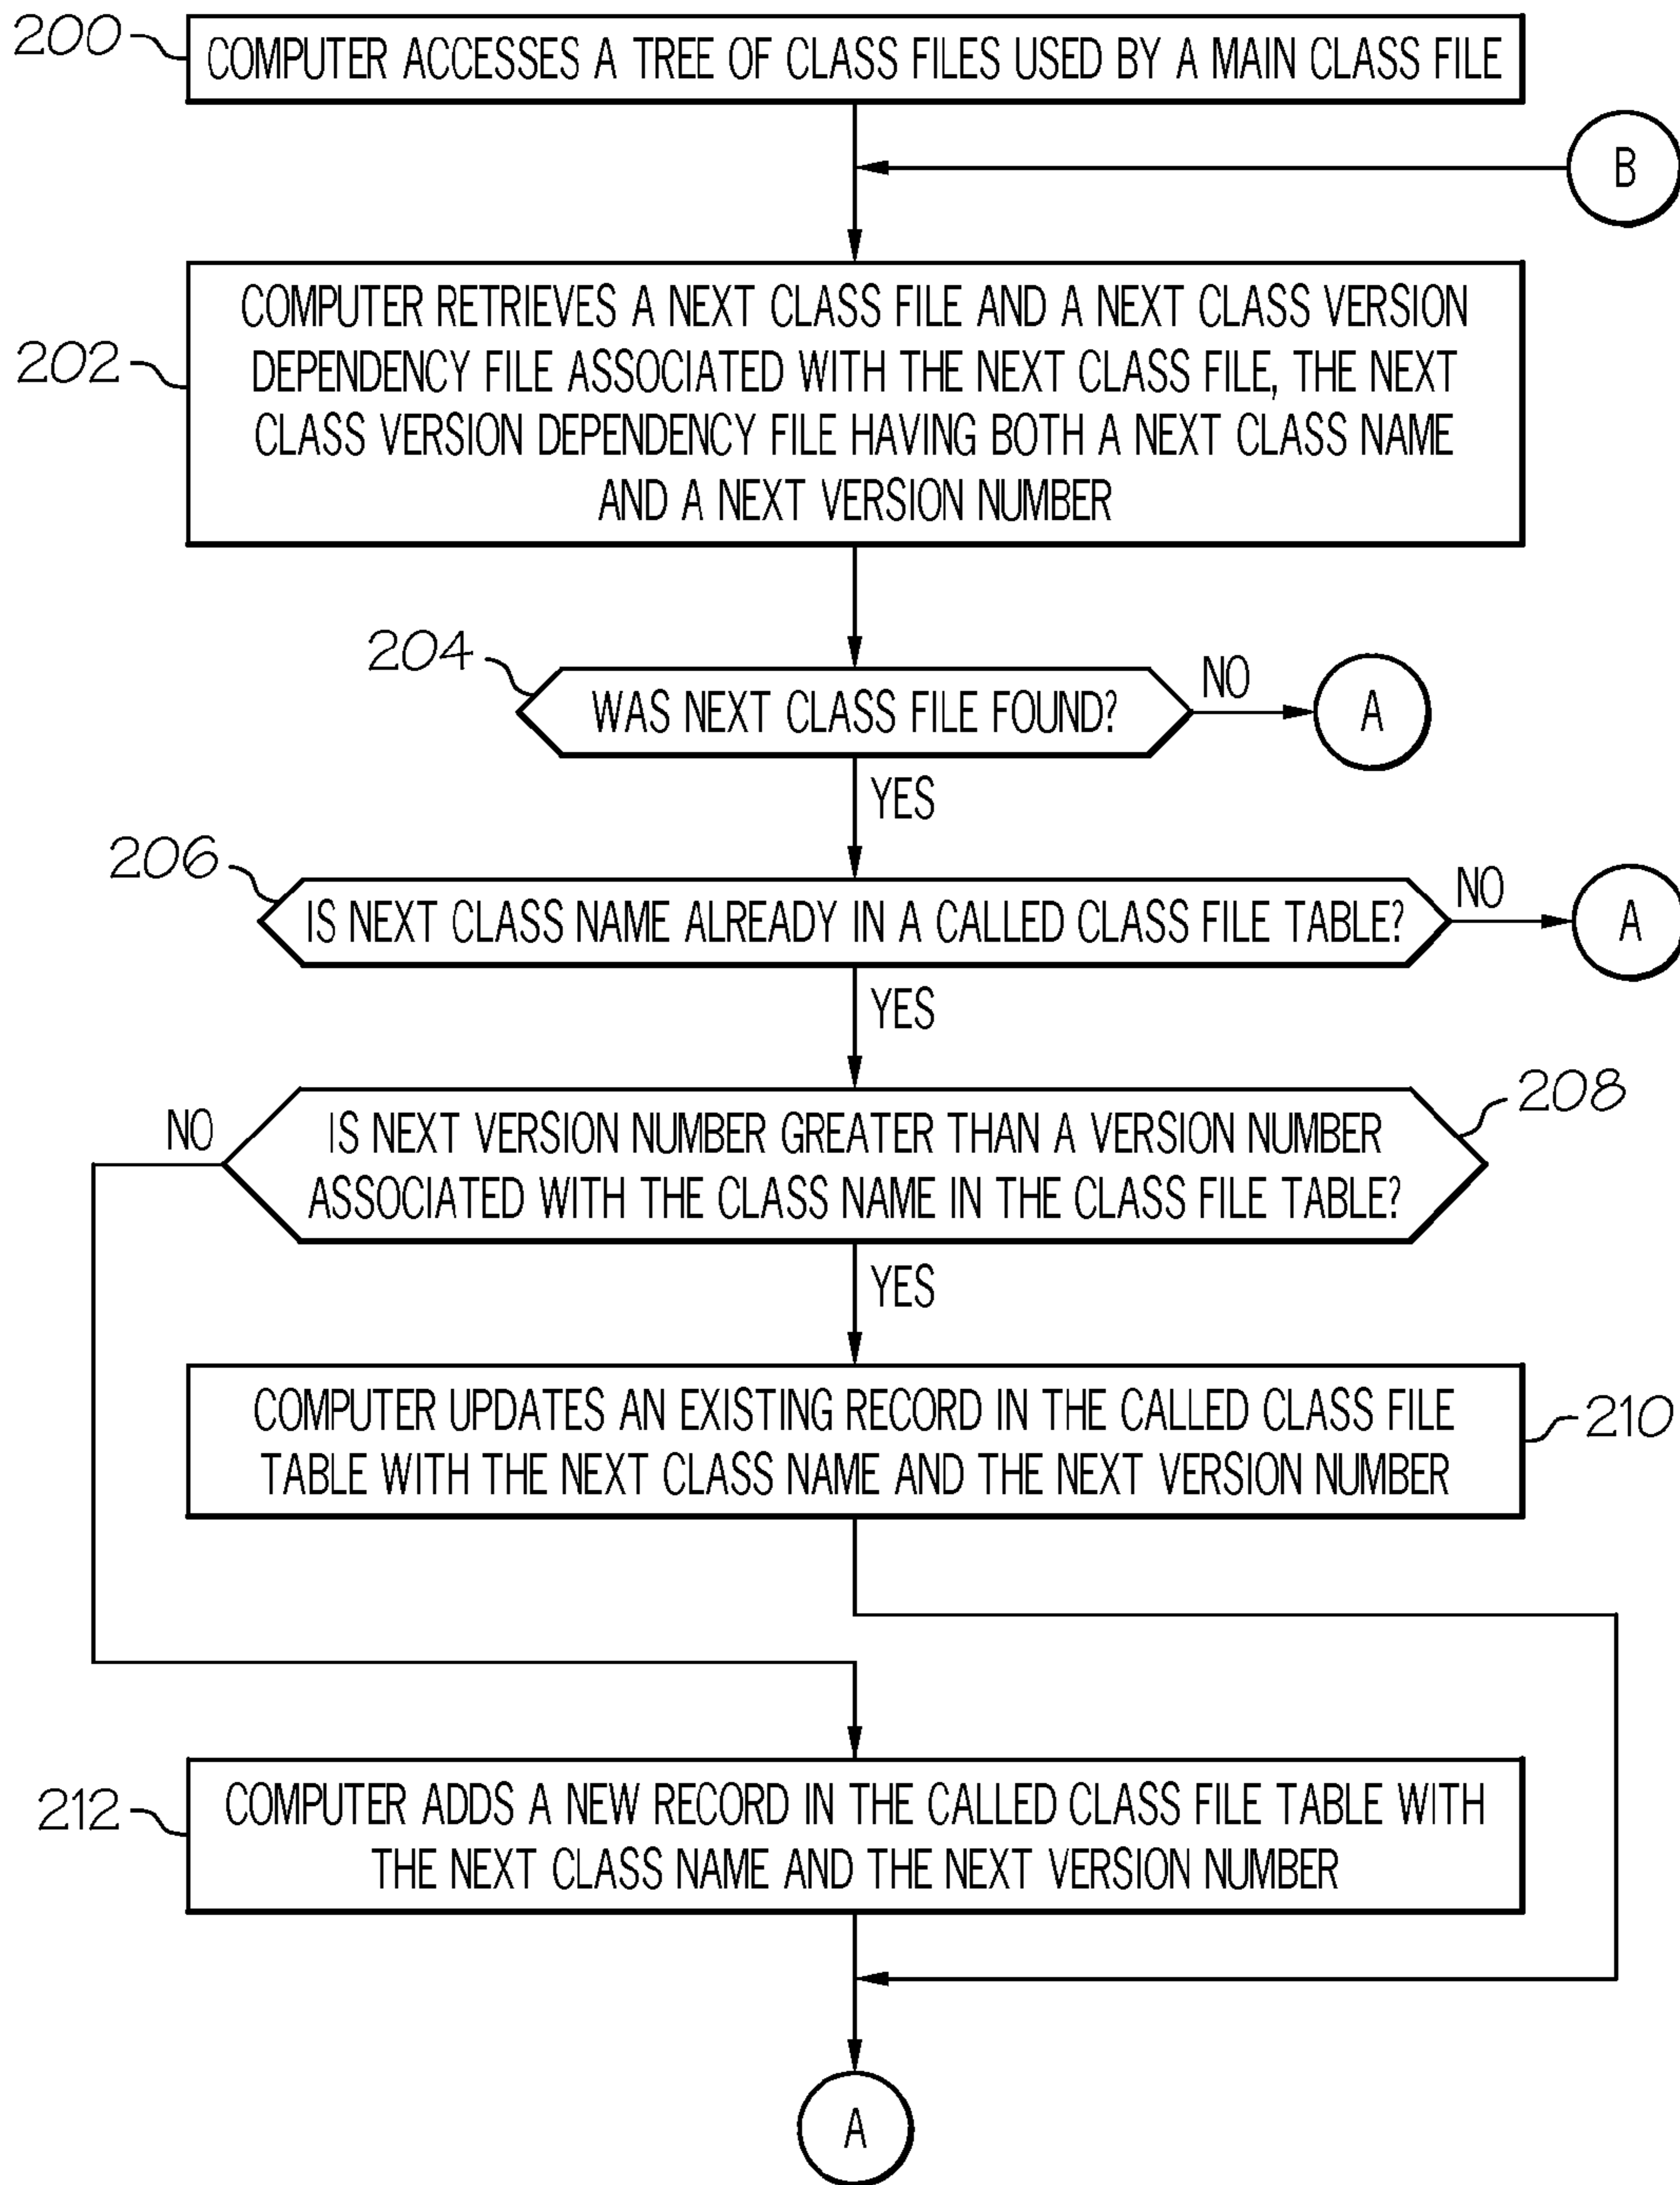 200
COMPUTER ACCESSES A TREE OF CLASS FILES USED BY A MAIN CLASS FILE
B
202
COMPUTER RETRIEVES A NEXT CLASS FILE AND A NEXT CLASS VERSION
DEPENDENCY FILE ASSOCIATED WITH THE NEXT CLASS FILE, THE NEXT
CLASS VERSION DEPENDENCY FILE HAVING BOTH A NEXT CLASS NAME
AND A NEXT VERSION NUMBER
204
WAS NEXT CLASS FILE FOUND?
NO
A
YES
206
IS NEXT CLASS NAME ALREADY IN A CALLED CLASS FILE TABLE?
NO
A
YES
208
NO
IS NEXT VERSION NUMBER GREATER THAN A VERSION NUMBER
ASSOCIATED WITH THE CLASS NAME IN THE CLASS FILE TABLE?
YES
COMPUTER UPDATES AN EXISTING RECORD IN THE CALLED CLASS FILE
TABLE WITH THE NEXT CLASS NAME AND THE NEXT VERSION NUMBER
210
212
COMPUTER ADDS A NEW RECORD IN THE CALLED CLASS FILE TABLE WITH
THE NEXT CLASS NAME AND THE NEXT VERSION NUMBER
A